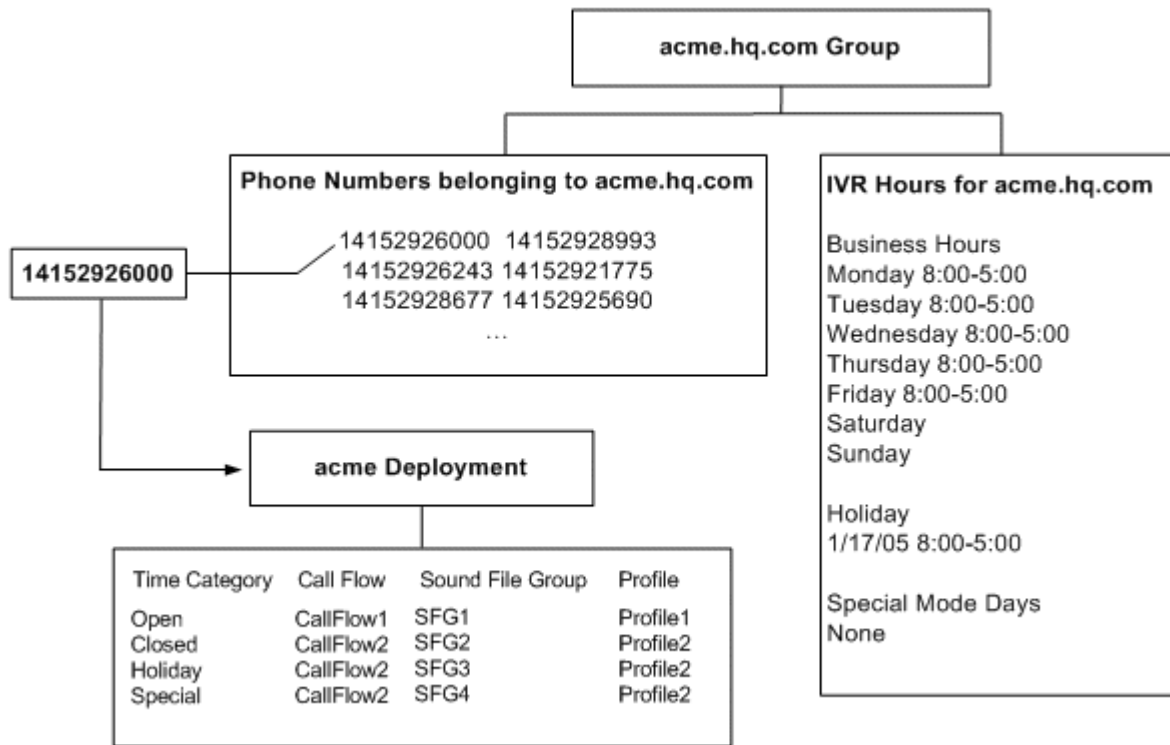 acme.hq.com Group
Phone Numbers belonging to acme.hq.com
14152926000 14152928993
14152926243 14152921775
14152928677 14152925690
...
14152926000
IVR Hours for acme.hq.com
Business Hours
Monday 8:00-5:00
Tuesday 8:00-5:00
Wednesday 8:00-5:00
Thursday 8:00-5:00
Friday 8:00-5:00
Saturday
Sunday
Holiday
1/17/05 8:00-5:00
Special Mode Days
None
acme Deployment
Time Category Call Flow Sound File Group Profile
Open CallFlow1 SFG1 Profile1
Closed CallFlow2 SFG2 Profile2
Holiday CallFlow2 SFG3 Profile2
Special CallFlow2 SFG4 Profile2